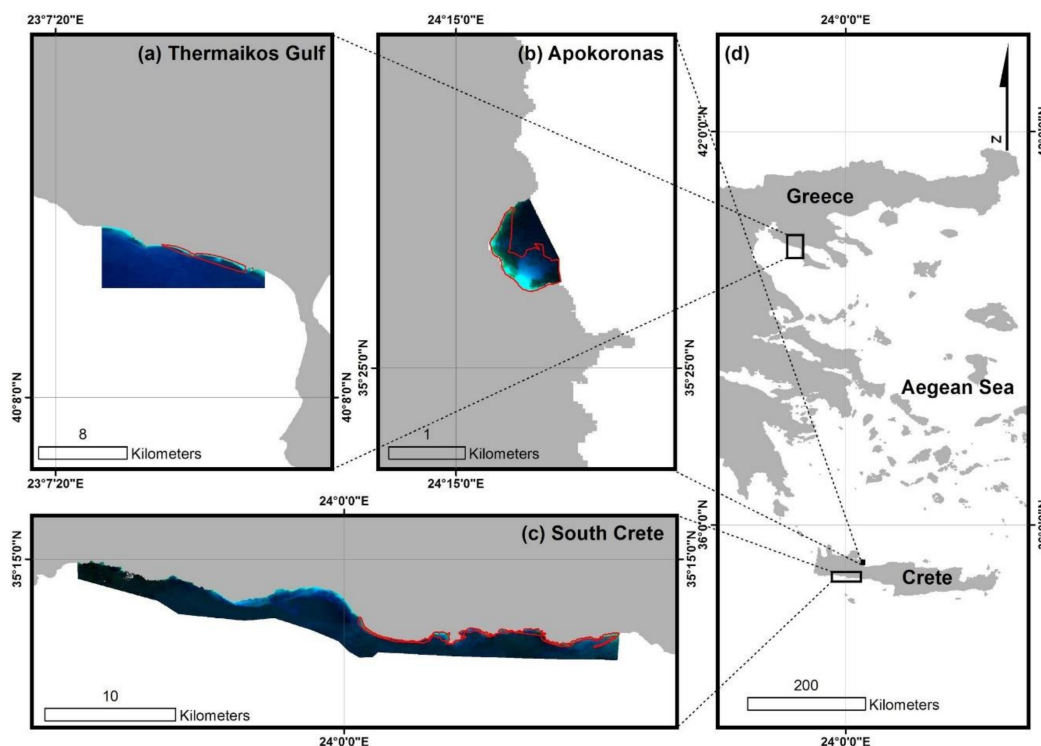 23°7'20"E
24°15'0"E
24°0'0"E
(a) Thermaikos Gulf
(b) Apokoronas
(d)
N
42°0'0"N
Greece
Aegean Sea
35°25'0"N
35°25'0"N
40°8'0"N
40°8'0"N
8
Kilometers
1
Kilometers
23°7'20"E
24°15'0"E
24°0'0"E
(c) South Crete
36°0'0"N
35°15'0"N
35°15'0"N
Crete
10
Kilometers
200
Kilometers
24°0'0"E
24°0'0"E